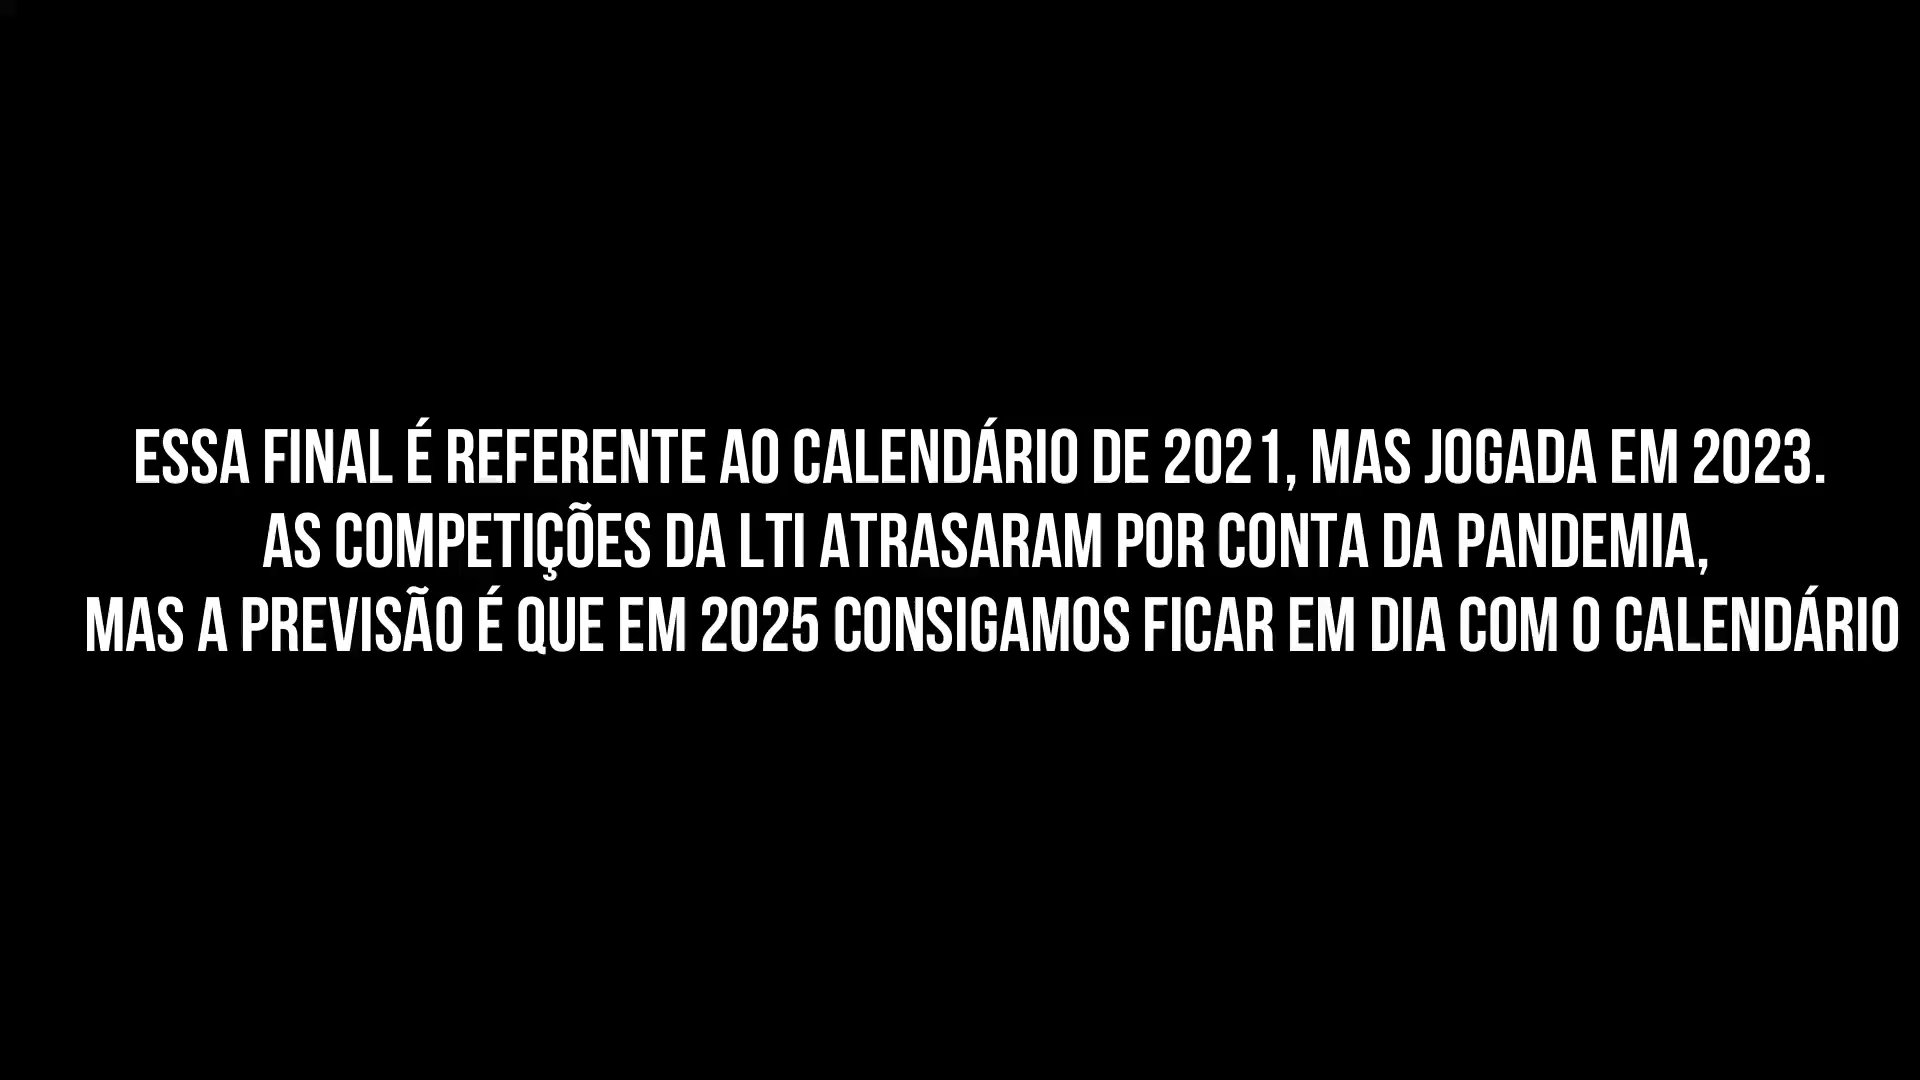 ESSA FINAL É REFERENTE AO CALENDÁRIO DE 2021, MAS JOGADA EM 2023.
AS COMPETIÇÕES DA LTI ATRASARAM POR CONTA DA PANDEMIA,
MAS A PREVISÃO É QUE EM 2025 CONSIGAMOS FICAR EM DIA COM O CALENDÁRIO